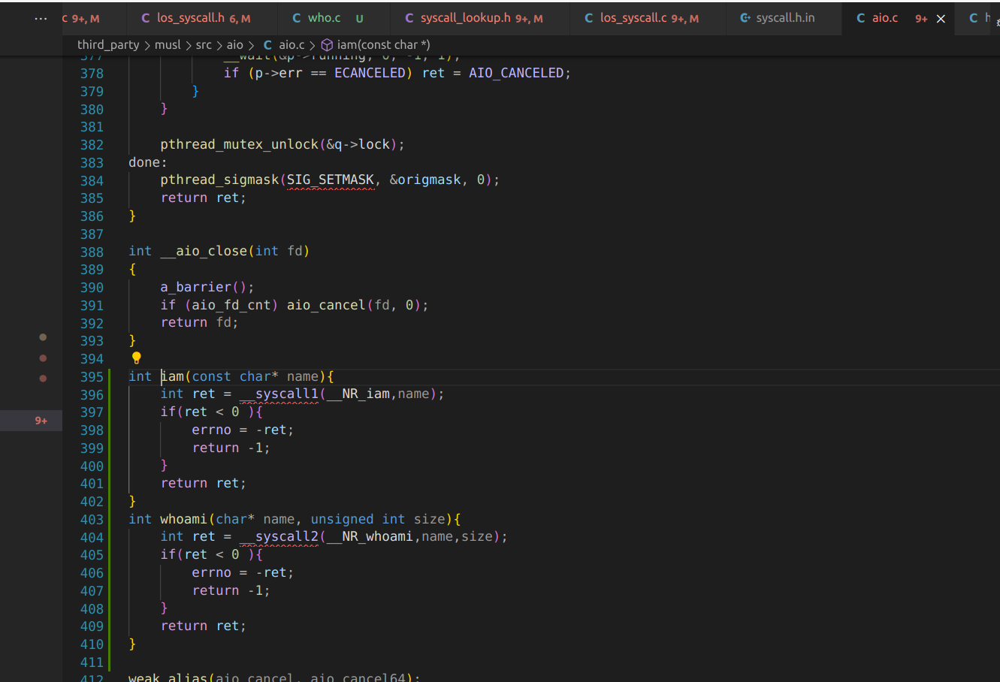 ··· c 9+, M C los_syscall.h 6, M C who.c U C syscall_lookup.h 9+, M C los_syscall.c 9+, M C+ syscall.h.in C aio.c 9+ × C h
third_party > musl > src > aio > C aio.c > iam(const char *)
377 __wait(&p->running, 0, -1, 1);
378 if (p->err == ECANCELED) ret = AIO_CANCELED;
379 }
380 }
381
382 pthread_mutex_unlock(&q->lock);
383 done:
384 pthread_sigmask(SIG_SETMASK, &origmask, 0);
385 return ret;
386 }
387
388 int __aio_close(int fd)
389 {
390 a_barrier();
391 if (aio_fd_cnt) aio_cancel(fd, 0);
392 return fd;
393 }
394
395 int iam(const char* name){
396 int ret = __syscall1(__NR_iam,name);
9+ 397 if(ret < 0 ){
398 errno = -ret;
399 return -1;
400 }
401 return ret;
402 }
403 int whoami(char* name, unsigned int size){
404 int ret = __syscall2(__NR_whoami,name,size);
405 if(ret < 0 ){
406 errno = -ret;
407 return -1;
408 }
409 return ret;
410 }
411
412 weak_alias(aio_cancel, aio_cancel64);